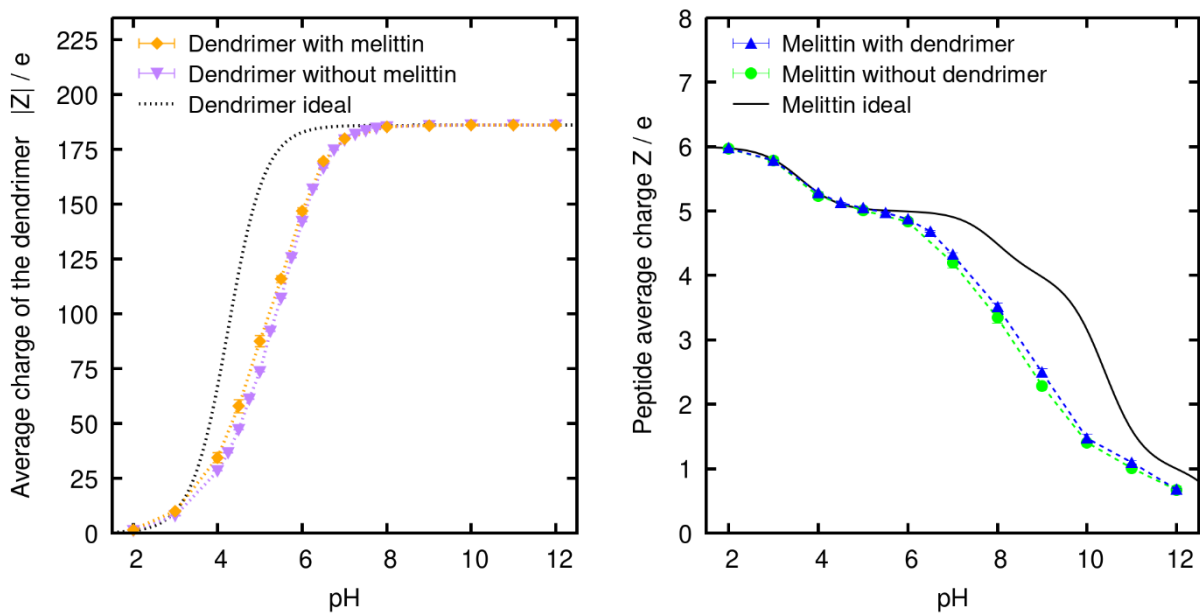 Average charge of the dendrimer |Z| / e
225
200
175
150
125
100
75
50
25
0
Dendrimer with melittin
Dendrimer without melittin
Dendrimer ideal
2 4 6 8 10 12
pH
Peptide average charge Z / e
8
7
6
5
4
3
2
1
0
Melittin with dendrimer
Melittin without dendrimer
Melittin ideal
2 4 6 8 10 12
pH